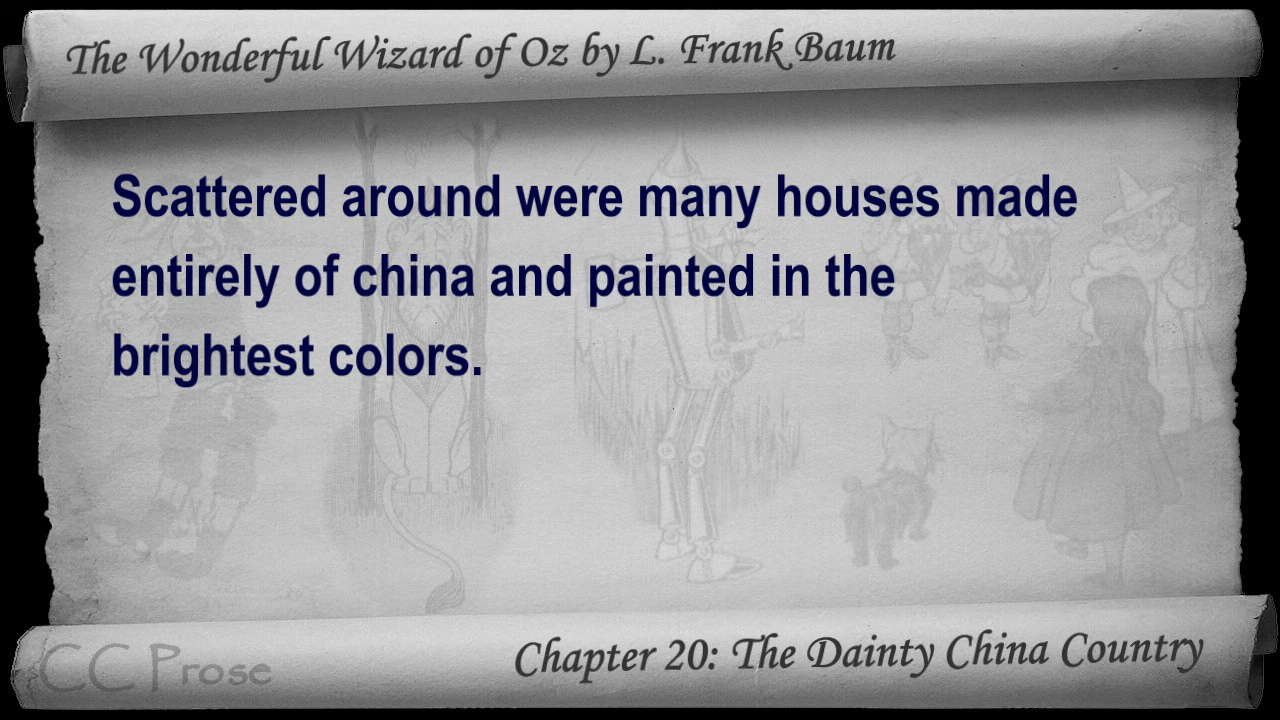 The Wonderful Wizard of Oz by L. Frank Baum
Scattered around were many houses made
entirely of china and painted in the
brightest colors.
CC Prose
Chapter 20: The Dainty China Country